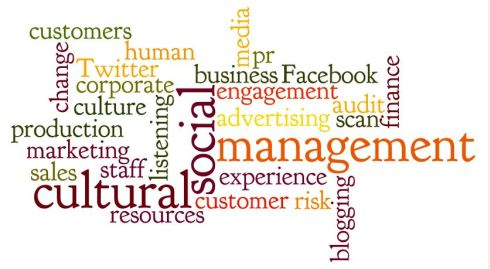 customers
change
human
Twitter
corporate
culture
media
pr
business
Facebook
engagement
finance
audit
advertising
scan
production
listening
social
marketing
management
sales
staff
cultural
experience
resources
customer
risk
blogging